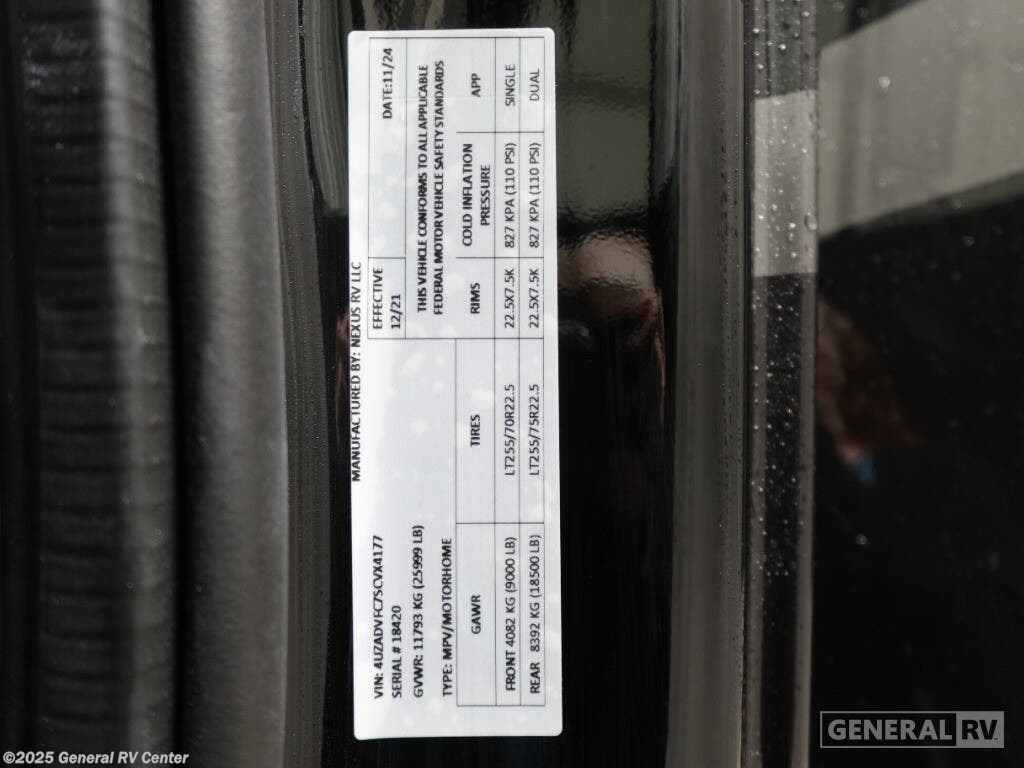 MANUFACTURED BY: NEXUS RV LLC
VIN: 4UZADVFC7SCVX4177
SERIAL # 18420
GVWR: 11793 KG (25999 LB)
TYPE: MPV/MOTORHOME
EFFECTIVE
12/21
DATE:11/24
THIS VEHICLE CONFORMS TO ALL APPLICABLE
FEDERAL MOTOR VEHICLE SAFETY STANDARDS
GAWR TIRES RIMS COLD INFLATION PRESSURE APP
FRONT 4082 KG (9000 LB) LT255/70R22.5 22.5X7.5K 827 KPA (110 PSI) SINGLE
REAR 8392 KG (18500 LB) LT255/75R22.5 22.5X7.5K 827 KPA (110 PSI) DUAL
GENERAL RV
©2025 General RV Center